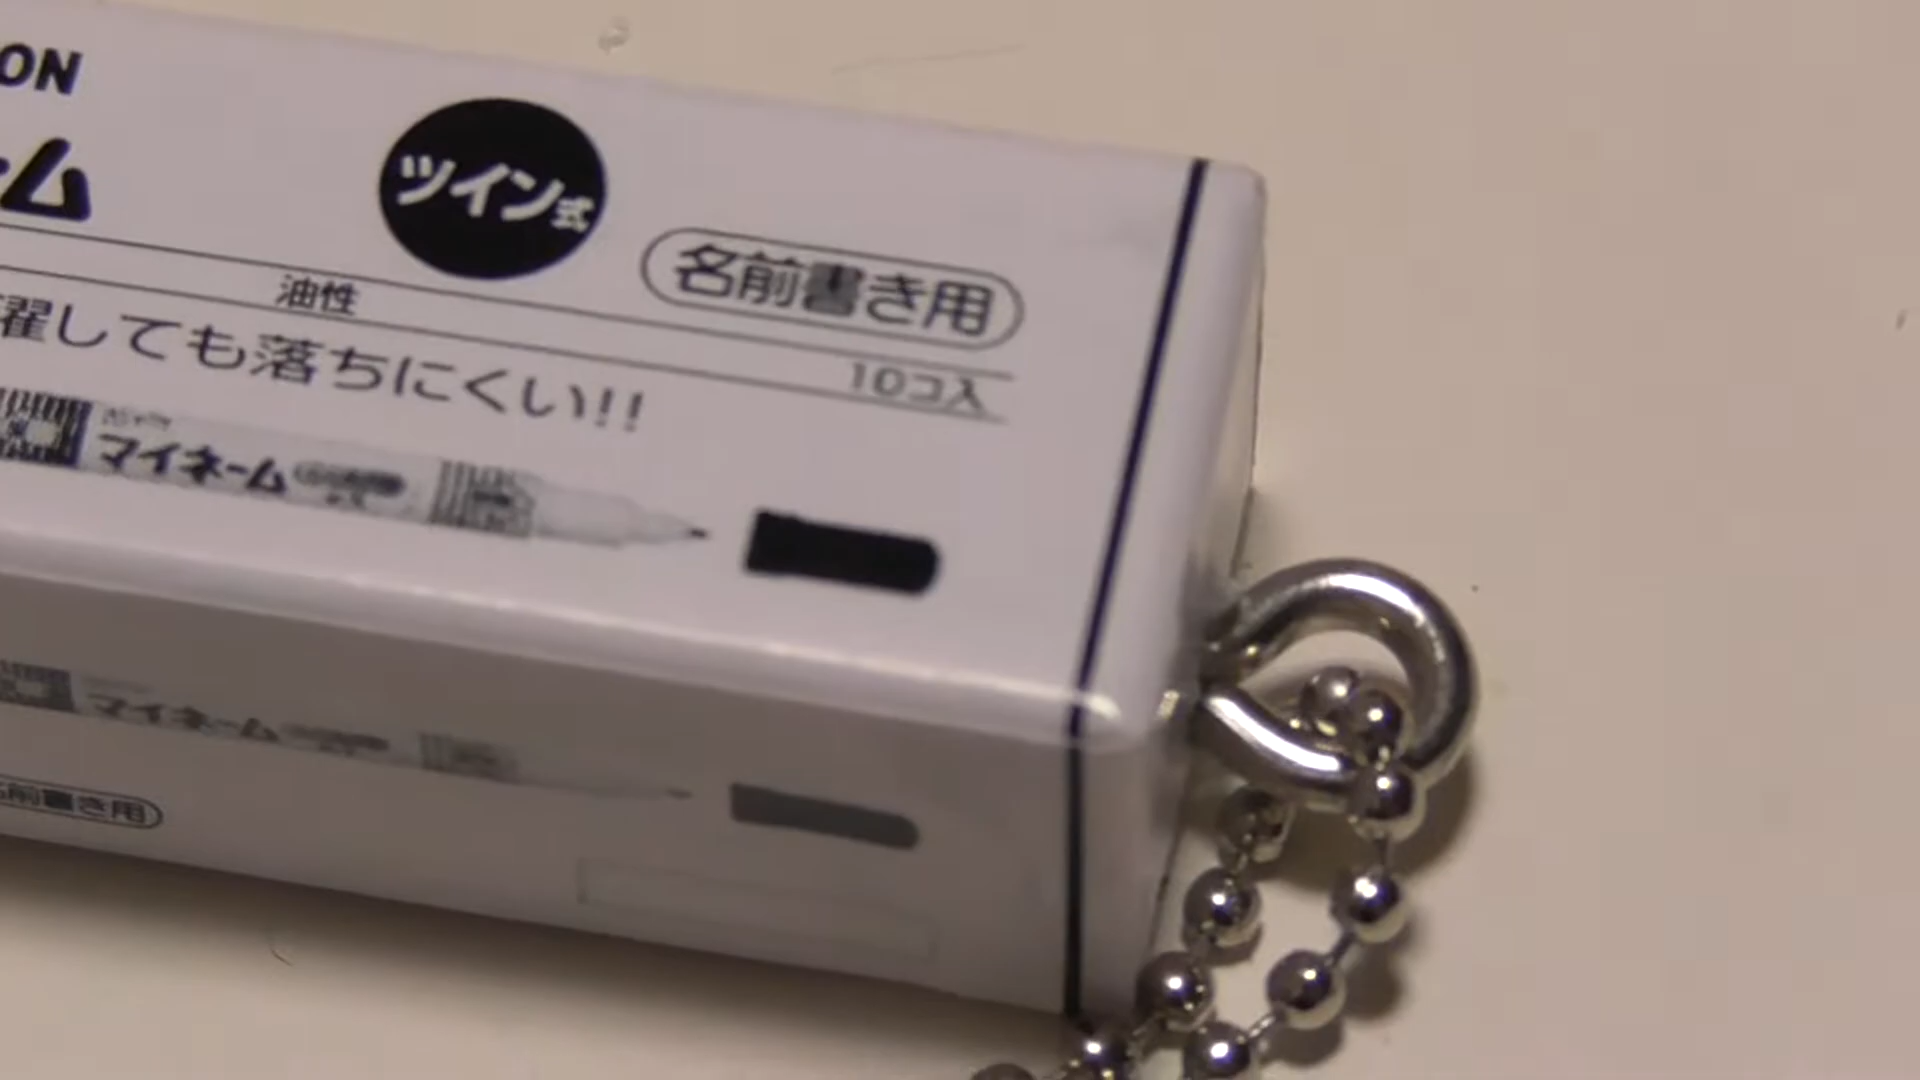 ON
ーム
ツイン式
名前書き用
油性
10コ入
濯しても落ちにくい!!
マイネーム
マイネーム
名前書き用